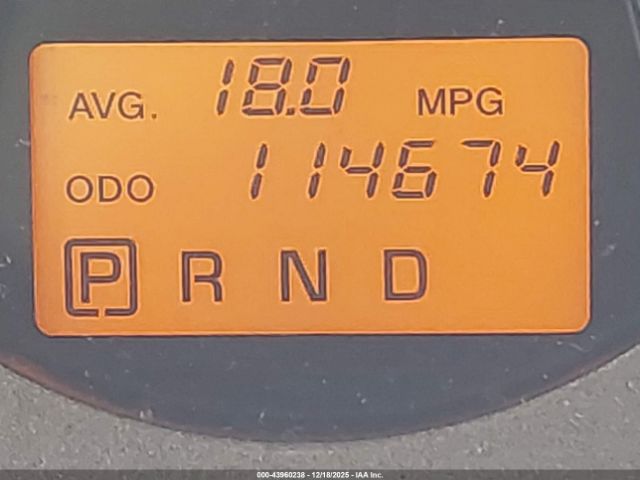 AVG. 18.0 MPG
ODO 114674
P R N D
000-43960238 - 12/18/2025 - IAA Inc.